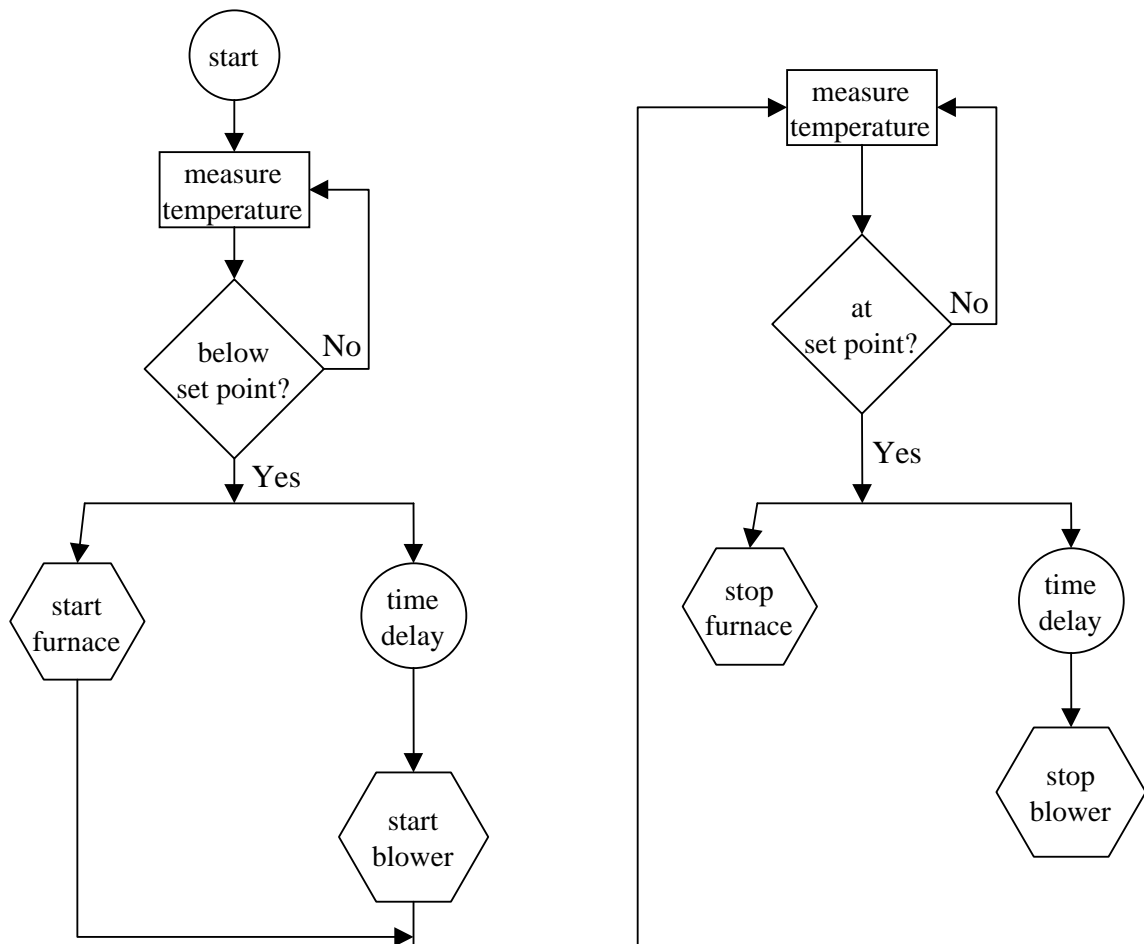 start
measure
temperature
No
below
set point?
Yes
start
furnace
time
delay
start
blower
measure
temperature
No
at
set point?
Yes
stop
furnace
time
delay
stop
blower